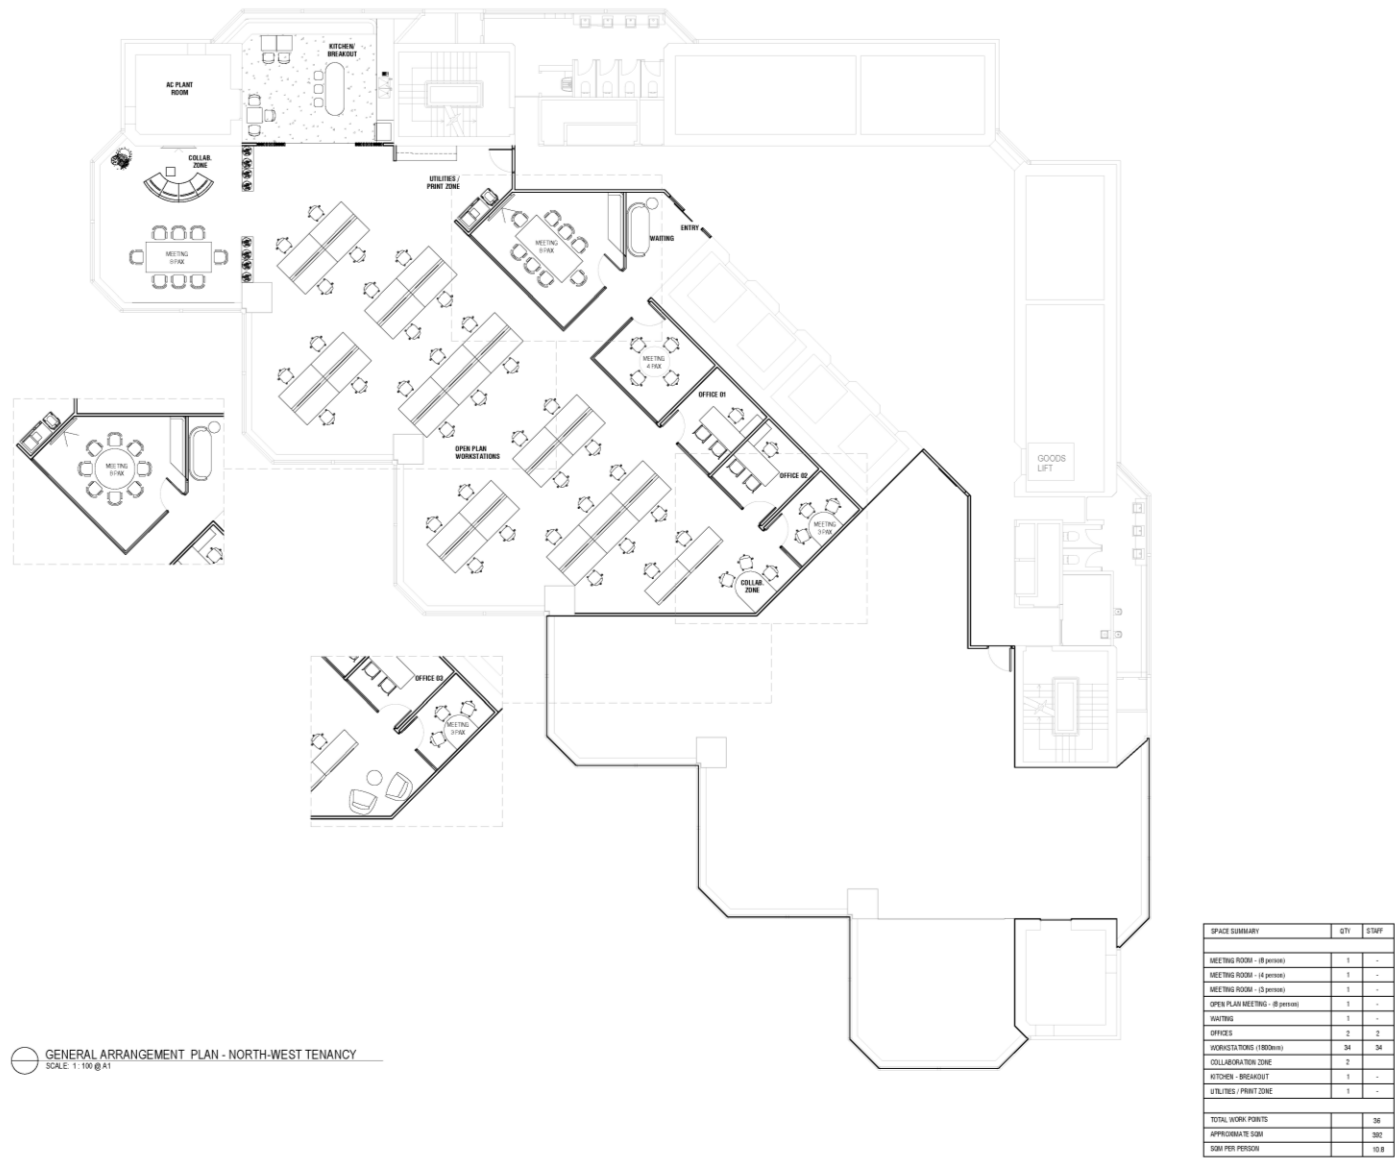 KITCHEN/
BREAKOUT
AC PLANT
ROOM
COLLAB.
ZONE
UTILITIES /
PRINT ZONE
ENTRY
WAITING
MEETING
8 PAX
MEETING
8 PAX
MEETING
4 PAX
OFFICE 01
OPEN PLAN
WORKSTATIONS
OFFICE 02
GOODS
LIFT
MEETING
8 PAX
MEETING
3 PAX
COLLAB.
ZONE
OFFICE 03
MEETING
3 PAX
SPACE SUMMARY QTY STAFF
MEETING ROOM - (8 person) 1 -
MEETING ROOM - (4 person) 1 -
MEETING ROOM - (3 person) 1 -
OPEN PLAN MEETING - (8 person) 1 -
WAITING 1 -
OFFICES 2 2
WORKSTATIONS (1800mm) 34 34
COLLABORATION ZONE 2
KITCHEN - BREAKOUT 1 -
UTILITIES / PRINT ZONE 1 -
TOTAL WORK POINTS 36
APPROXIMATE SQM 392
SQM PER PERSON 10.8
GENERAL ARRANGEMENT PLAN - NORTH-WEST TENANCY
SCALE: 1 : 100 @ A1